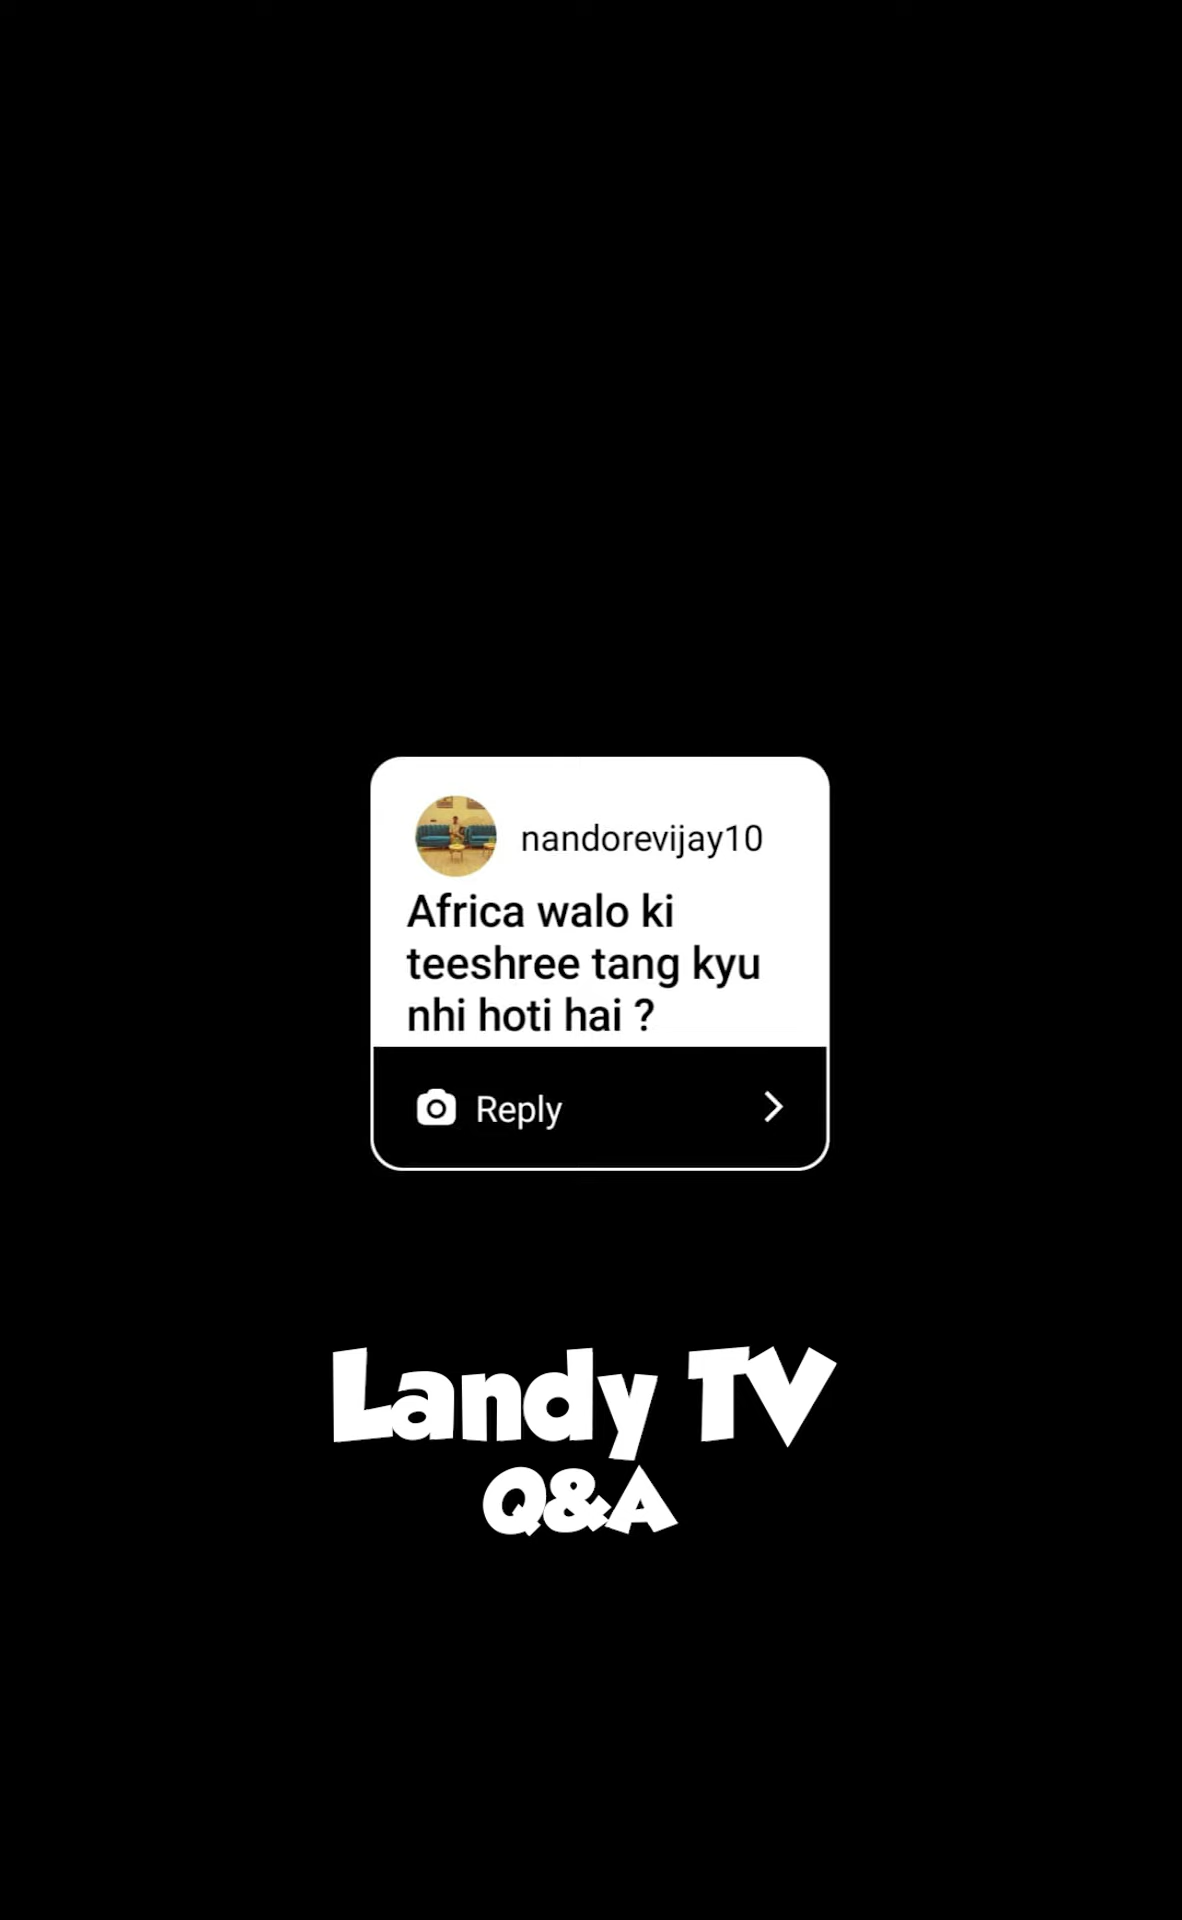 nandorevijay10
Africa walo ki
teeshree tang kyu
nhi hoti hai ?
Reply
Landy TV
Q&A